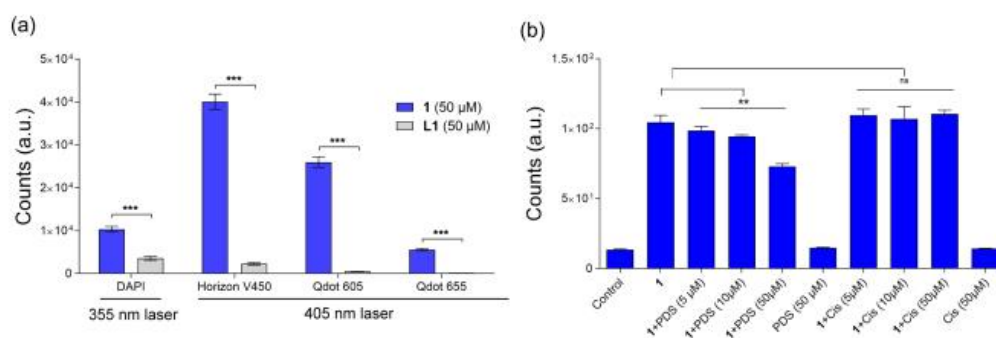 (a)
Counts (a.u.)
5×10⁴
4×10⁴
3×10⁴
2×10⁴
1×10⁴
0
***
***
***
***
1 (50 µM)
L1 (50 µM)
DAPI
Horizon V450
Qdot 605
Qdot 655
355 nm laser
405 nm laser
(b)
Counts (a.u.)
1.5×10²
1×10²
5×10¹
0
**
ns
Control
1
1+PDS (5 µM)
1+PDS (10µM)
1+PDS (50µM)
PDS (50 µM)
1+Cis (5µM)
1+Cis (10µM)
1+Cis (50µM)
Cis (50µM)